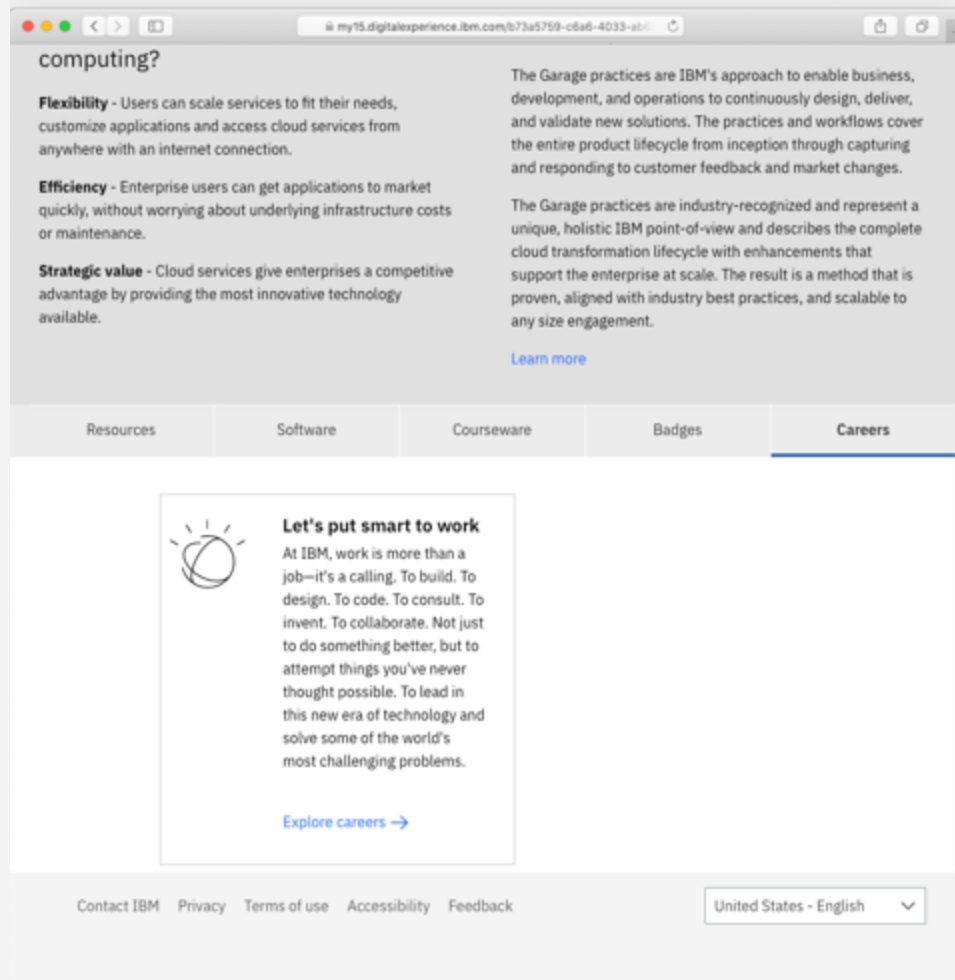 my15.digitalexperience.ibm.com/b73a5759-c6a6-4033-ab
computing?
Flexibility - Users can scale services to fit their needs,
customize applications and access cloud services from
anywhere with an internet connection.
Efficiency - Enterprise users can get applications to market
quickly, without worrying about underlying infrastructure costs
or maintenance.
Strategic value - Cloud services give enterprises a competitive
advantage by providing the most innovative technology
available.
The Garage practices are IBM's approach to enable business,
development, and operations to continuously design, deliver,
and validate new solutions. The practices and workflows cover
the entire product lifecycle from inception through capturing
and responding to customer feedback and market changes.
The Garage practices are industry-recognized and represent a
unique, holistic IBM point-of-view and describes the complete
cloud transformation lifecycle with enhancements that
support the enterprise at scale. The result is a method that is
proven, aligned with industry best practices, and scalable to
any size engagement.
Learn more
Resources Software Courseware Badges Careers
Let's put smart to work
At IBM, work is more than a
job—it's a calling. To build. To
design. To code. To consult. To
invent. To collaborate. Not just
to do something better, but to
attempt things you've never
thought possible. To lead in
this new era of technology and
solve some of the world's
most challenging problems.
Explore careers →
Contact IBM Privacy Terms of use Accessibility Feedback United States - English